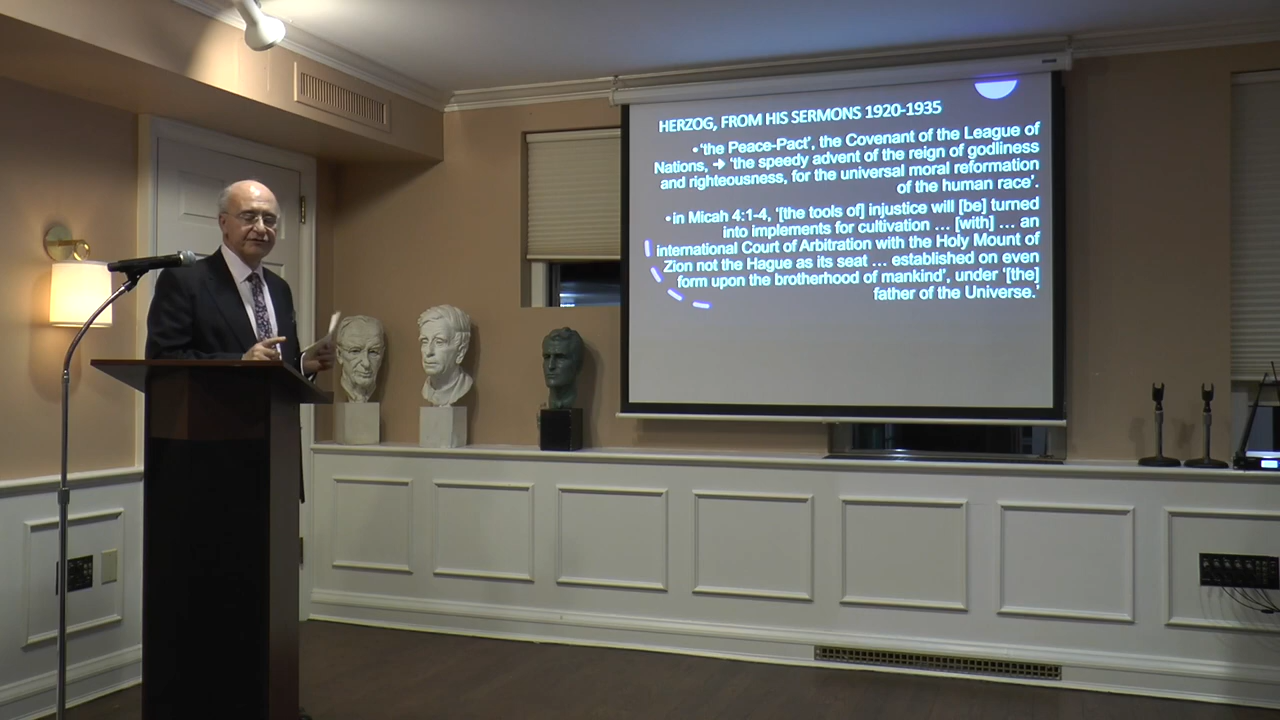 HERZOG, FROM HIS SERMONS 1920-1935
•‘the Peace-Pact’, the Covenant of the League of
Nations, ➔ ‘the speedy advent of the reign of godliness
and righteousness, for the universal moral reformation
of the human race’.
•in Micah 4:1-4, ‘[the tools of] injustice will [be] turned
into implements for cultivation … [with] … an
international Court of Arbitration with the Holy Mount of
Zion not the Hague as its seat … established on even
form upon the brotherhood of mankind’, under ‘[the]
father of the Universe.’